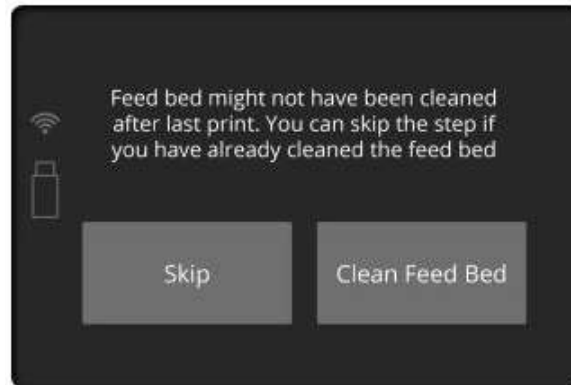 Feed bed might not have been cleaned
after last print. You can skip the step if
you have already cleaned the feed bed
Skip
Clean Feed Bed